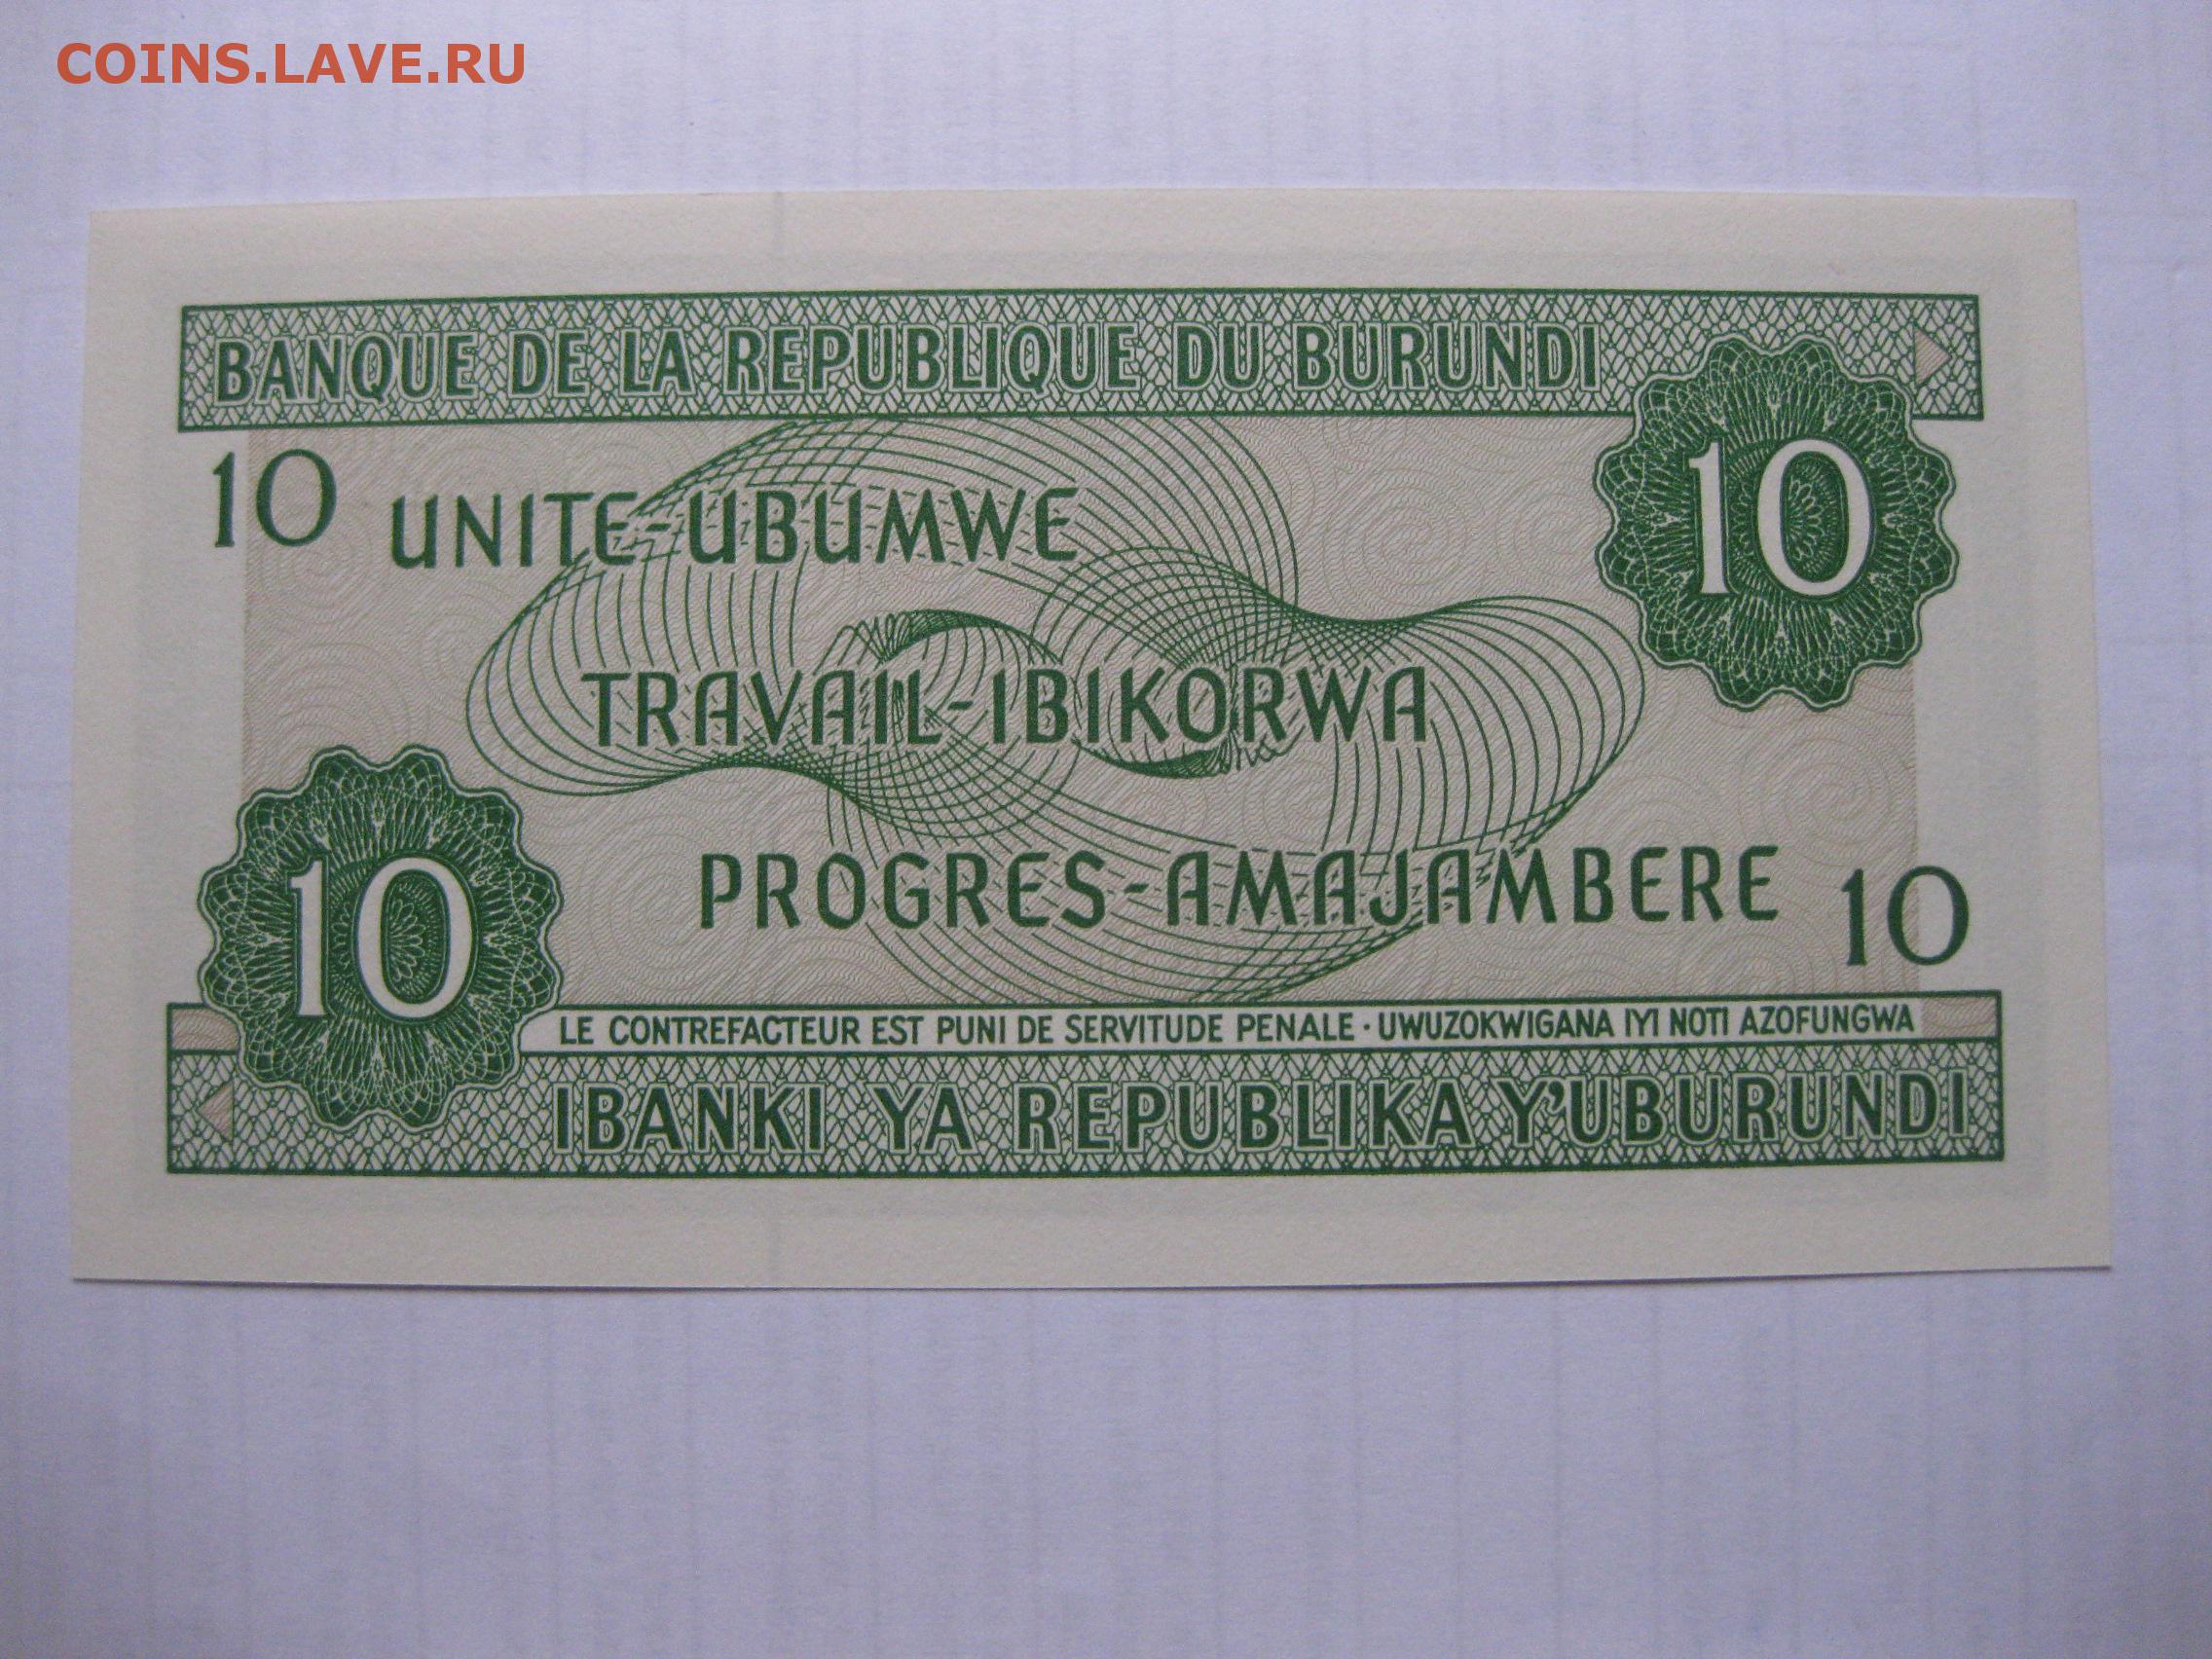 COINS.LAVE.RU
BANQUE DE LA REPUBLIQUE DU BURUNDI
10
10
UNITE-UBUMWE
TRAVAIL-IBIKORWA
PROGRES-AMAJAMBERE
10
10
LE CONTREFACTEUR EST PUNI DE SERVITUDE PENALE · UWUZOKWIGANA IYI NOTI AZOFUNGWA
IBANKI YA REPUBLIKA Y'UBURUNDI